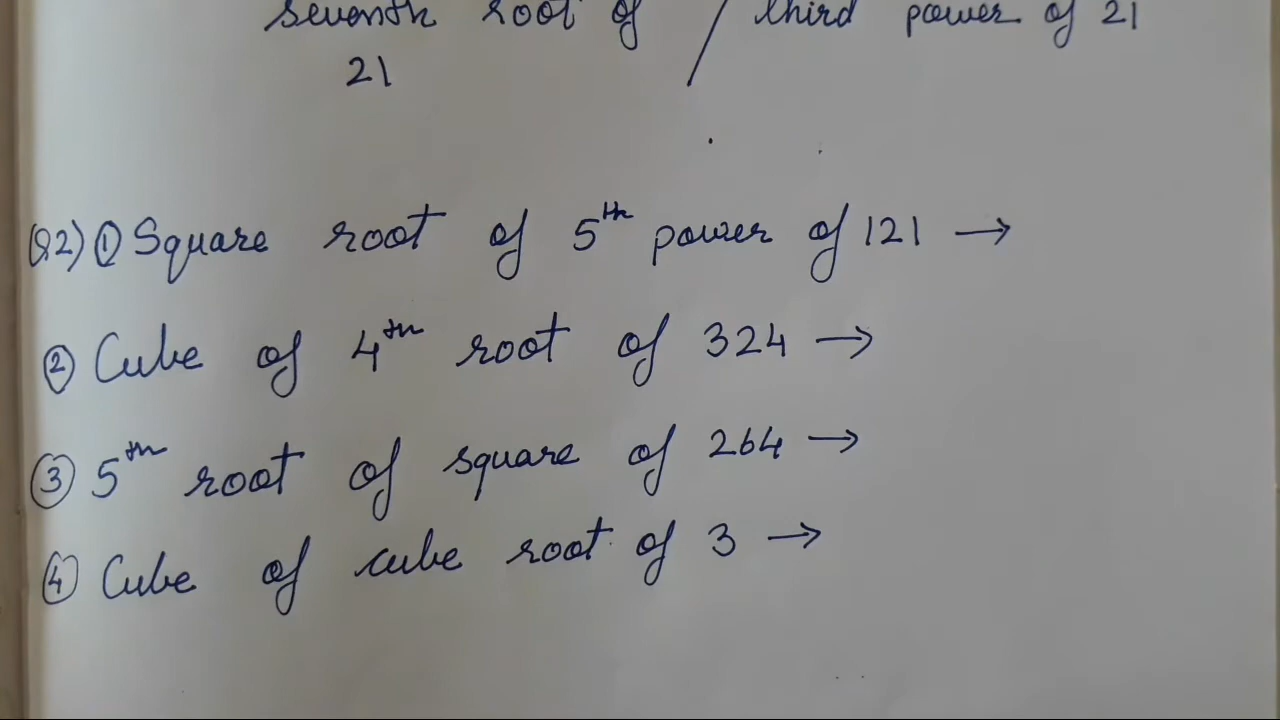 seventh root of / third power of 21
21
Q2) ① Square root of 5th power of 121 →
② Cube of 4th root of 324 →
③ 5th root of square of 264 →
④ Cube of cube root of 3 →